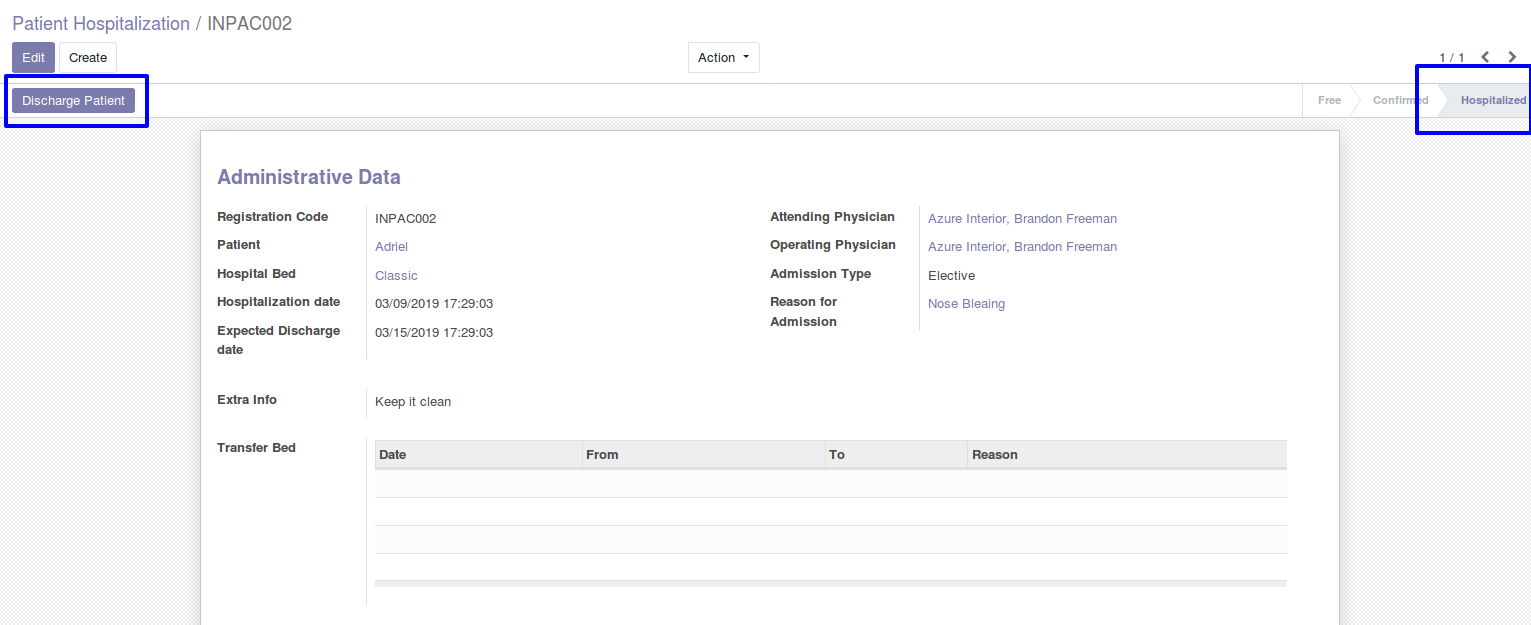 Patient Hospitalization / INPAC002
Edit Create Action 1 / 1
Discharge Patient Free Confirmed Hospitalized
Administrative Data
Registration Code INPAC002 Attending Physician Azure Interior, Brandon Freeman
Patient Adriel Operating Physician Azure Interior, Brandon Freeman
Hospital Bed Classic Admission Type Elective
Hospitalization date 03/09/2019 17:29:03 Reason for Nose Bleaing
Admission
Expected Discharge 03/15/2019 17:29:03
date
Extra Info Keep it clean
Transfer Bed Date From To Reason